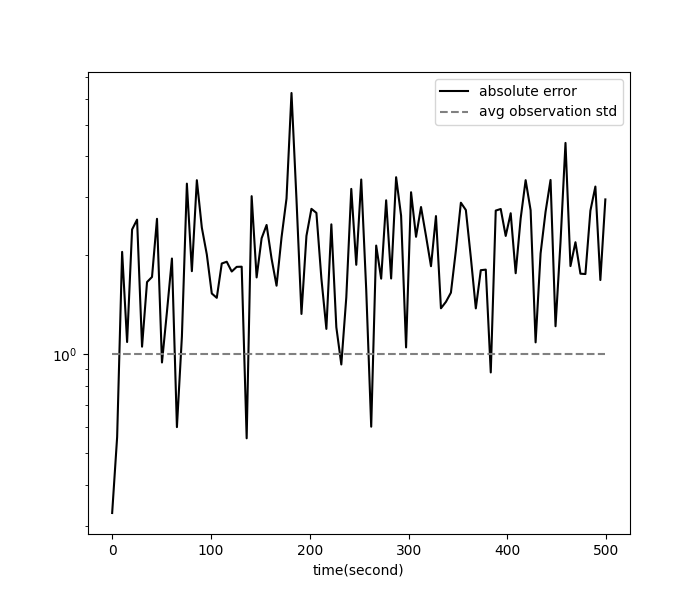 absolute error
avg observation std
10⁰
0 100 200 300 400 500
time(second)